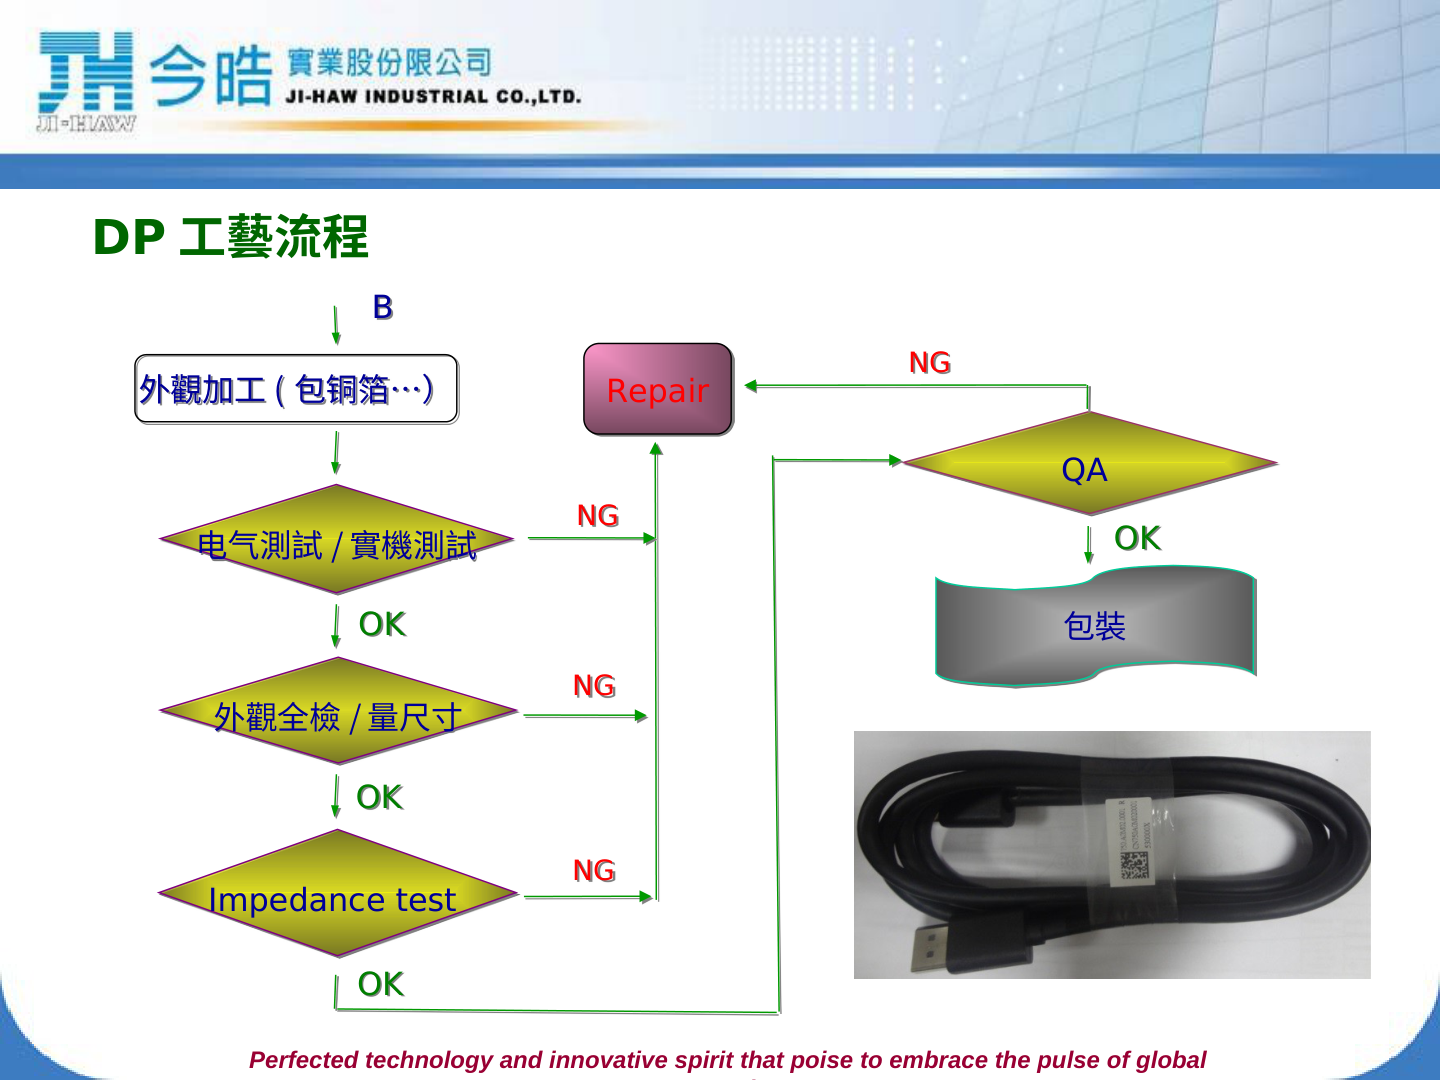 JI-HAW
今皓
實業股份限公司
JI-HAW INDUSTRIAL CO.,LTD.
DP 工藝流程
B
外觀加工 ( 包铜箔…）
Repair
NG
QA
电气測試 / 實機測試
NG
OK
OK
包裝
外觀全檢 / 量尺寸
NG
OK
Impedance test
NG
OK
Perfected technology and innovative spirit that poise to embrace the pulse of global